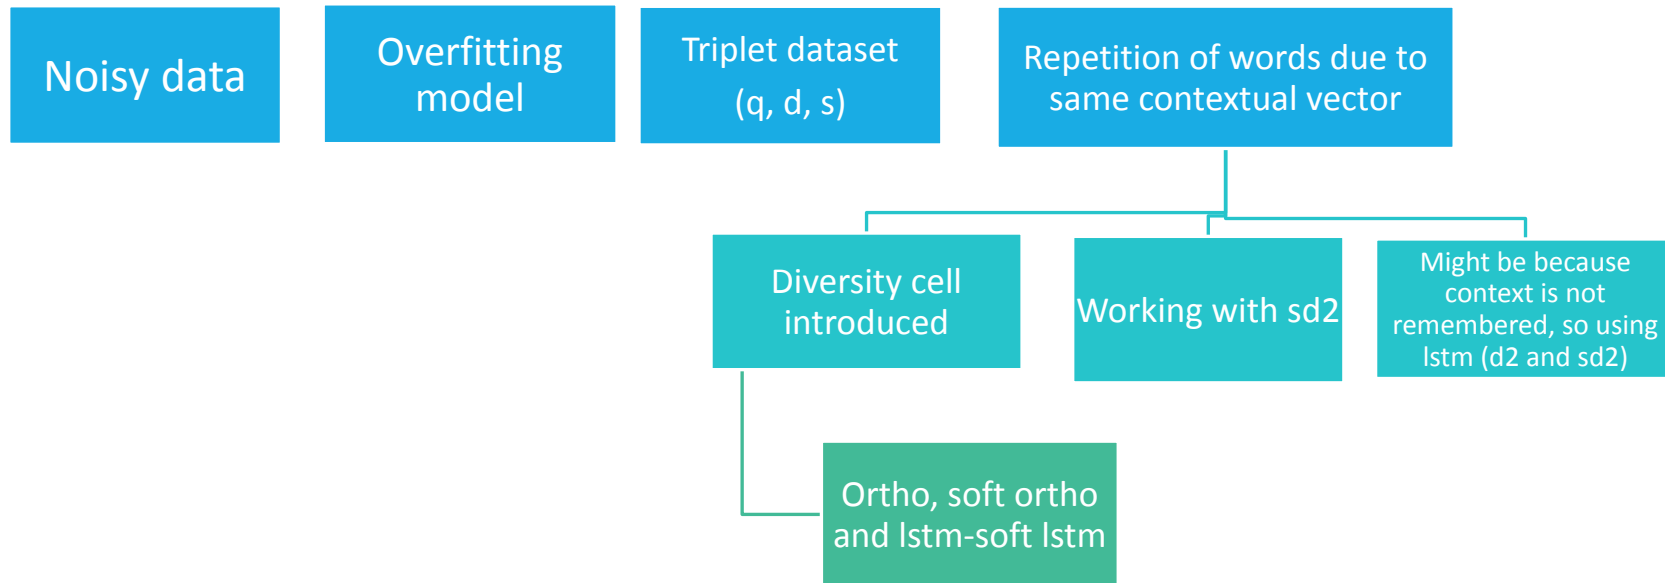 Noisy data
Overfitting
model
Triplet dataset
(q, d, s)
Repetition of words due to
same contextual vector
Diversity cell
introduced
Working with sd2
Might be because
context is not
remembered, so using
lstm (d2 and sd2)
Ortho, soft ortho
and lstm-soft lstm